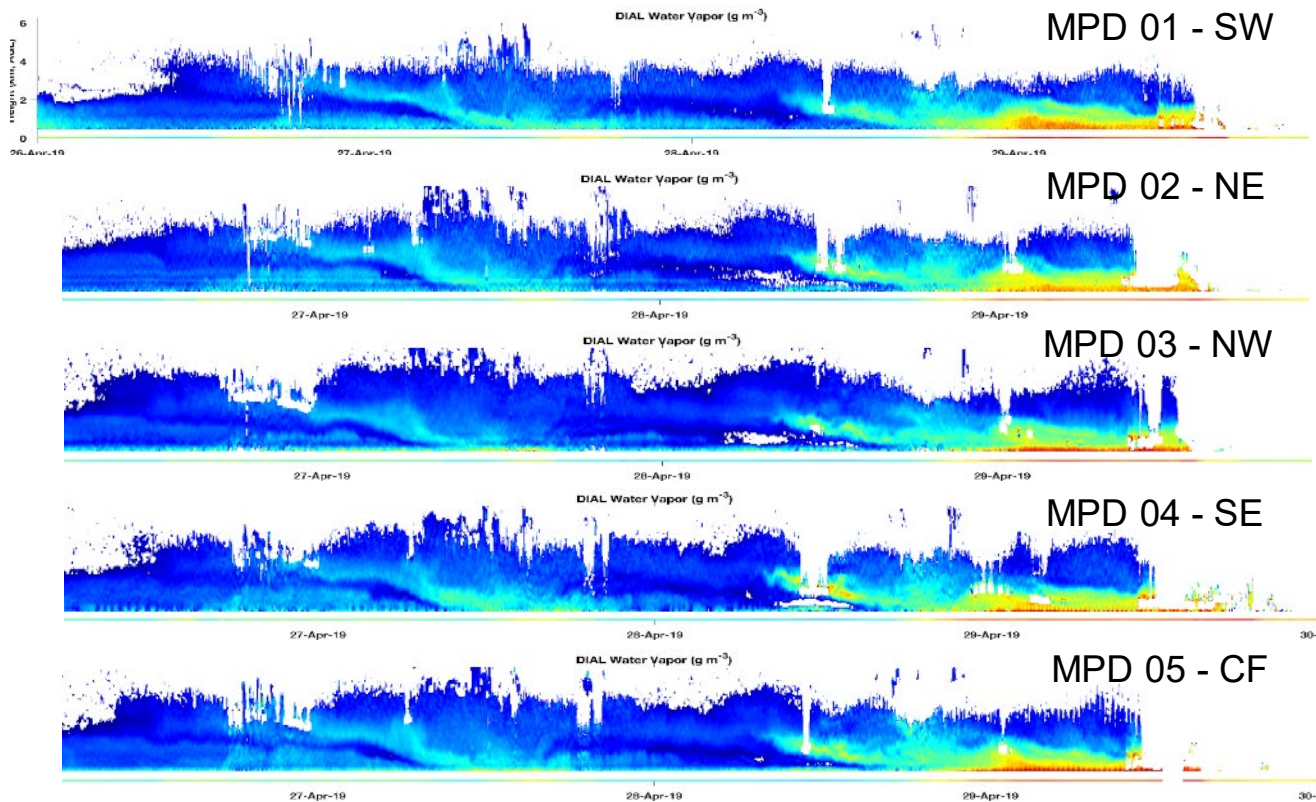 DIAL Water Vapor (g m⁻³)
MPD 01 - SW
6
4
2
0
26-Apr-19 27-Apr-19 28-Apr-19 29-Apr-19
DIAL Water Vapor (g m⁻³)
MPD 02 - NE
27-Apr-19 28-Apr-19 29-Apr-19
DIAL Water Vapor (g m⁻³)
MPD 03 - NW
27-Apr-19 28-Apr-19 29-Apr-19
DIAL Water Vapor (g m⁻³)
MPD 04 - SE
27-Apr-19 28-Apr-19 29-Apr-19 30-
DIAL Water Vapor (g m⁻³)
MPD 05 - CF
27-Apr-19 28-Apr-19 29-Apr-19 30-